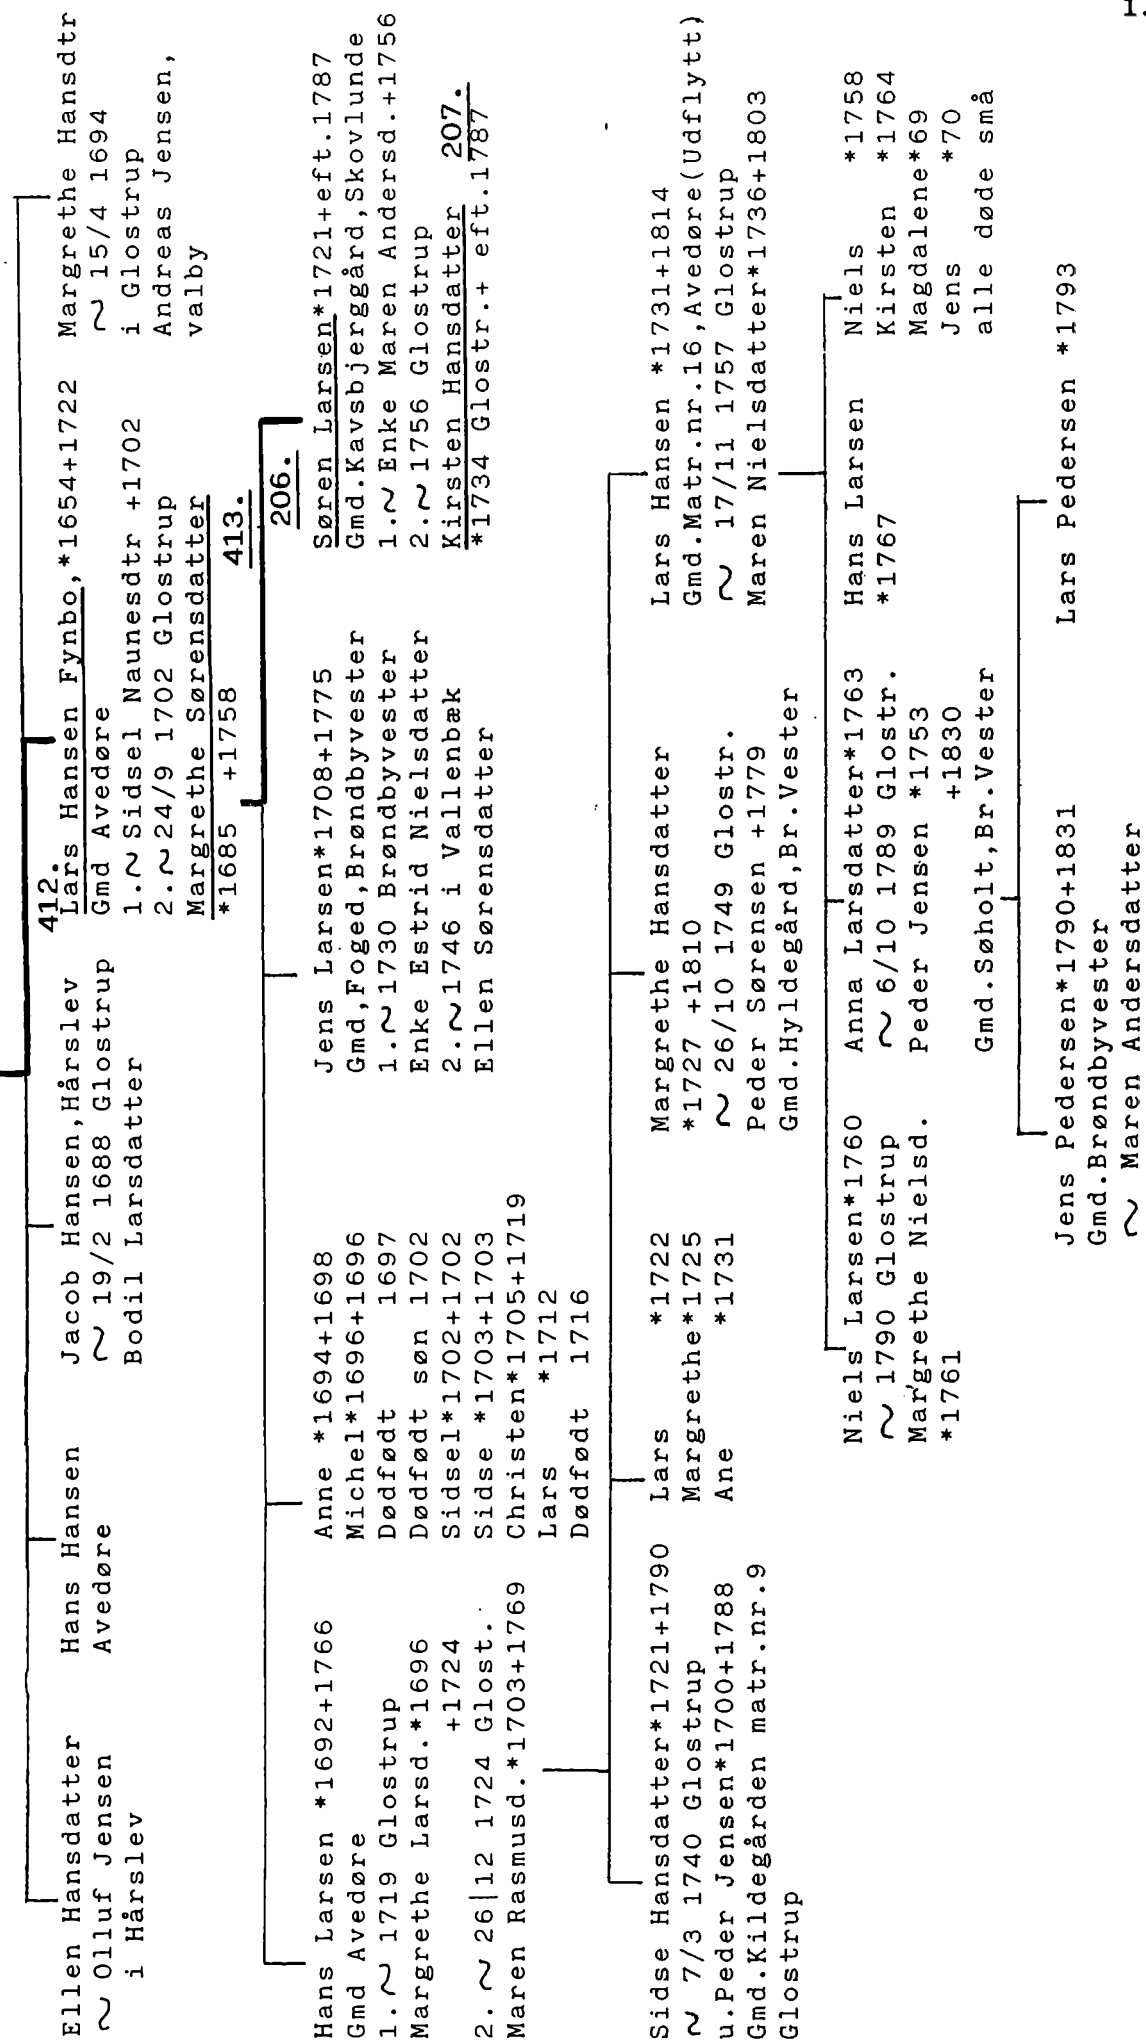 1.
Ellen Hansdatter
~ Olluf Jensen
i Hårslev
Hans Hansen
Avedøre
Jacob Hansen,Hårslev
~ 19/2 1688 Glostrup
Bodil Larsdatter
412.
Lars Hansen Fynbo,*1654+1722
Gmd Avedøre
1.~ Sidsel Naunesdtr +1702
2.~ 24/9 1702 Glostrup
Margrethe Sørensdatter
*1685 +1758
413.
Margrethe Hansdtr
~ 15/4 1694
i Glostrup
Andreas Jensen,
valby
Hans Larsen *1692+1766
Gmd Avedøre
1.~ 1719 Glostrup
Margrethe Larsd.*1696
+1724
2. ~ 26|12 1724 Glost.
Maren Rasmusd.*1703+1769
Anne *1694+1698
Michel*1696+1696
Dødfødt 1697
Dødfødt søn 1702
Sidsel*1702+1702
Sidse *1703+1703
Christen*1705+1719
Lars *1712
Dødfødt 1716
Jens Larsen*1708+1775
Gmd,Foged,Brøndbyvester
1.~ 1730 Brøndbyvester
Enke Estrid Nielsdatter
2.~ 1746 i Vallenbæk
Ellen Sørensdatter
206.
Søren Larsen*1721+eft.1787
Gmd.Kavsbjerggård,Skovlunde
1.~ Enke Maren Andersd.+1756
2.~ 1756 Glostrup
Kirsten Hansdatter 207.
*1734 Glostr.+ eft.1787
Sidse Hansdatter*1721+1790
~ 7/3 1740 Glostrup
u.Peder Jensen*1700+1788
Gmd.Kildegården matr.nr.9
Glostrup
Lars *1722
Margrethe*1725
Ane *1731
Margrethe Hansdatter
*1727 +1810
~ 26/10 1749 Glostr.
Peder Sørensen +1779
Gmd.Hyldegård,Br.Vester
Lars Hansen *1731+1814
Gmd.Matr.nr.16,Avedøre(Udflytt)
~ 17/11 1757 Glostrup
Maren Nielsdatter*1736+1803
Niels Larsen*1760
~ 1790 Glostrup
Margrethe Nielsd.
*1761
Anna Larsdatter*1763
~ 6/10 1789 Glostr.
Peder Jensen *1753
+1830
Gmd.Søholt,Br.Vester
Hans Larsen
*1767
Niels *1758
Kirsten *1764
Magdalene*69
Jens *70
alle døde små
Jens Pedersen*1790+1831
Gmd.Brøndbyvester
~ Maren Andersdatter
Lars Pedersen *1793